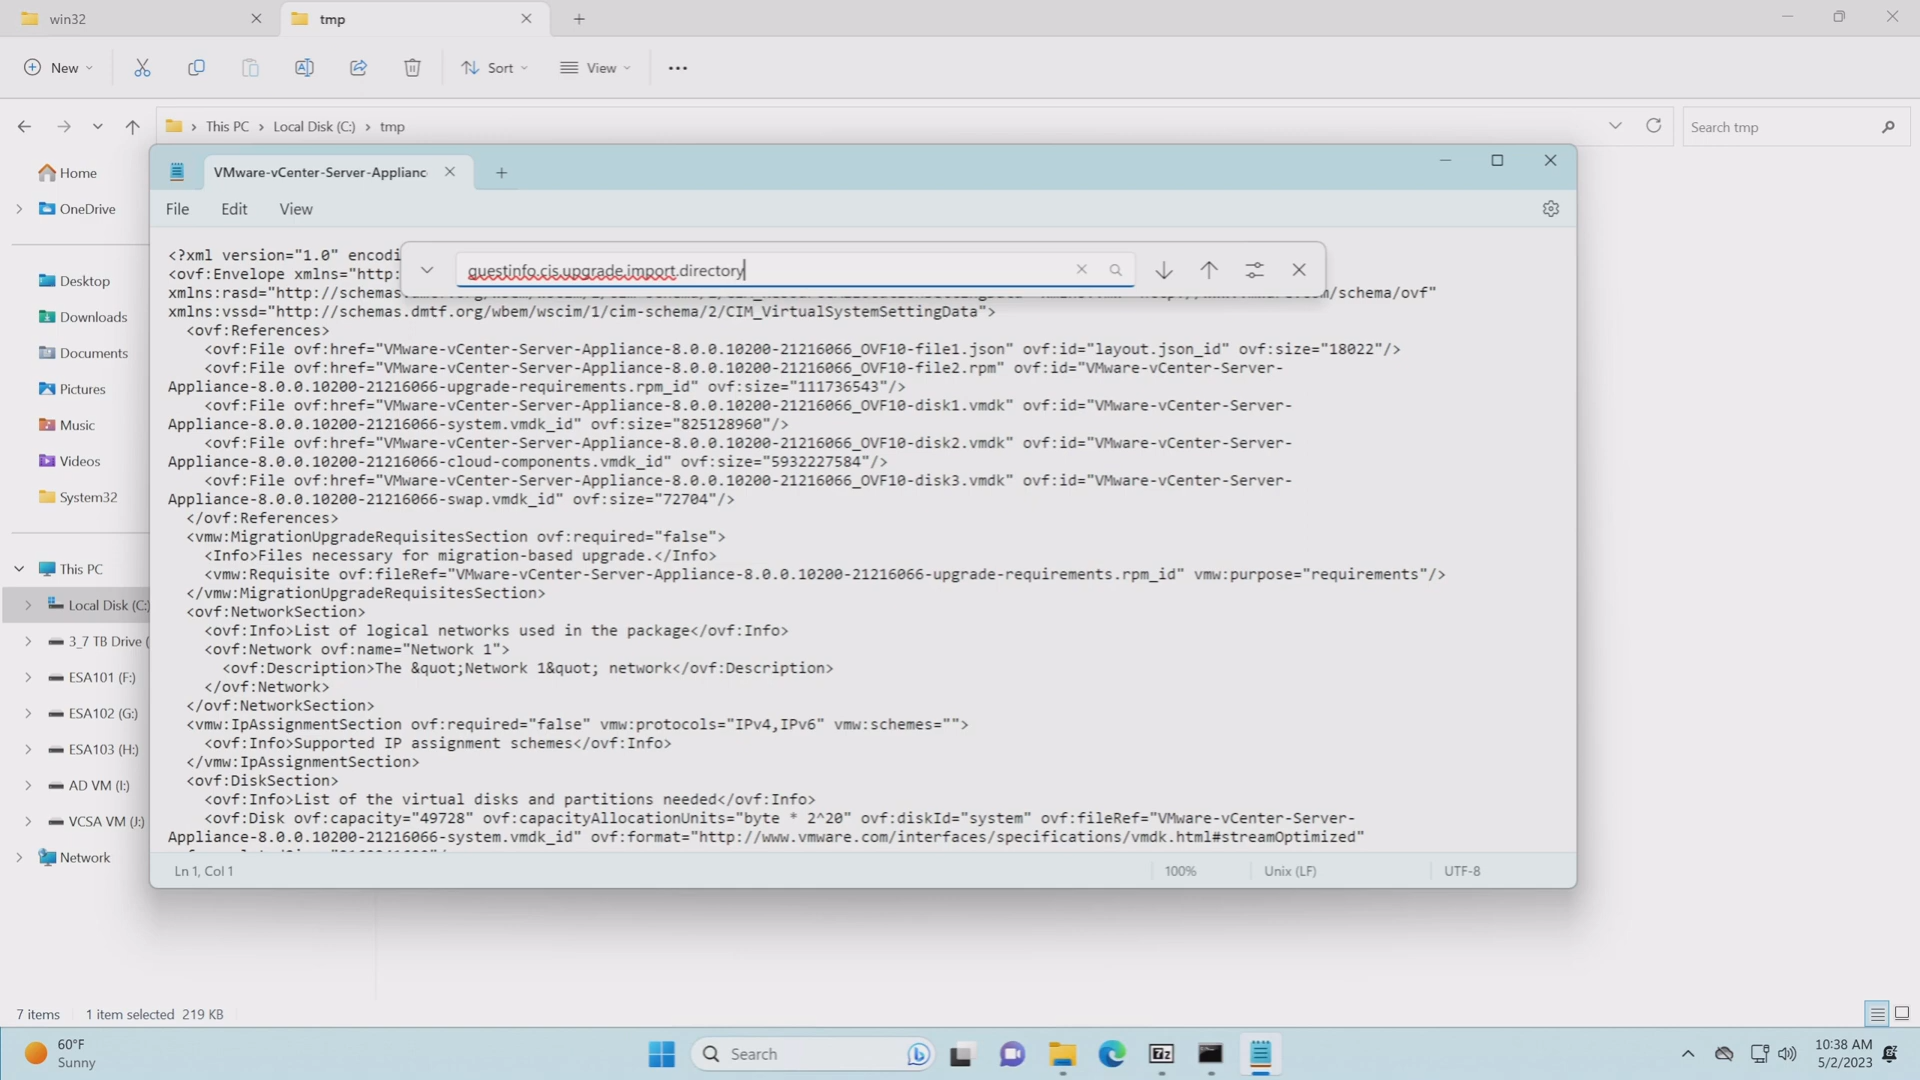 win32
tmp
New
Sort
View
This PC
Local Disk (C:)
tmp
Search tmp
Home
OneDrive
Desktop
Downloads
Documents
Pictures
Music
Videos
System32
This PC
Local Disk (C:)
3_7 TB Drive (
ESA101 (F:)
ESA102 (G:)
ESA103 (H:)
AD VM (I:)
VCSA VM (J:)
Network
VMware-vCenter-Server-Applianc
File
Edit
View
guestinfo.cis.upgrade.import.directory
<?xml version="1.0" encodi
<ovf:Envelope xmlns="http:
xmlns:rasd="http://schemas.
/schema/ovf"
xmlns:vssd="http://schemas.dmtf.org/wbem/wscim/1/cim-schema/2/CIM_VirtualSystemSettingData">
<ovf:References>
<ovf:File ovf:href="VMware-vCenter-Server-Appliance-8.0.0.10200-21216066_OVF10-file1.json" ovf:id="layout.json_id" ovf:size="18022"/>
<ovf:File ovf:href="VMware-vCenter-Server-Appliance-8.0.0.10200-21216066_OVF10-file2.rpm" ovf:id="VMware-vCenter-Server-
Appliance-8.0.0.10200-21216066-upgrade-requirements.rpm_id" ovf:size="111736543"/>
<ovf:File ovf:href="VMware-vCenter-Server-Appliance-8.0.0.10200-21216066_OVF10-disk1.vmdk" ovf:id="VMware-vCenter-Server-
Appliance-8.0.0.10200-21216066-system.vmdk_id" ovf:size="825128960"/>
<ovf:File ovf:href="VMware-vCenter-Server-Appliance-8.0.0.10200-21216066_OVF10-disk2.vmdk" ovf:id="VMware-vCenter-Server-
Appliance-8.0.0.10200-21216066-cloud-components.vmdk_id" ovf:size="5932227584"/>
<ovf:File ovf:href="VMware-vCenter-Server-Appliance-8.0.0.10200-21216066_OVF10-disk3.vmdk" ovf:id="VMware-vCenter-Server-
Appliance-8.0.0.10200-21216066-swap.vmdk_id" ovf:size="72704"/>
</ovf:References>
<vmw:MigrationUpgradeRequisitesSection ovf:required="false">
<Info>Files necessary for migration-based upgrade.</Info>
<vmw:Requisite ovf:fileRef="VMware-vCenter-Server-Appliance-8.0.0.10200-21216066-upgrade-requirements.rpm_id" vmw:purpose="requirements"/>
</vmw:MigrationUpgradeRequisitesSection>
<ovf:NetworkSection>
<ovf:Info>List of logical networks used in the package</ovf:Info>
<ovf:Network ovf:name="Network 1">
<ovf:Description>The &quot;Network 1&quot; network</ovf:Description>
</ovf:Network>
</ovf:NetworkSection>
<vmw:IpAssignmentSection ovf:required="false" vmw:protocols="IPv4,IPv6" vmw:schemes="">
<ovf:Info>Supported IP assignment schemes</ovf:Info>
</vmw:IpAssignmentSection>
<ovf:DiskSection>
<ovf:Info>List of the virtual disks and partitions needed</ovf:Info>
<ovf:Disk ovf:capacity="49728" ovf:capacityAllocationUnits="byte * 2^20" ovf:diskId="system" ovf:fileRef="VMware-vCenter-Server-
Appliance-8.0.0.10200-21216066-system.vmdk_id" ovf:format="http://www.vmware.com/interfaces/specifications/vmdk.html#streamOptimized"
Ln 1, Col 1
100%
Unix (LF)
UTF-8
7 items
1 item selected 219 KB
60°F
Sunny
Search
7z
10:38 AM
5/2/2023